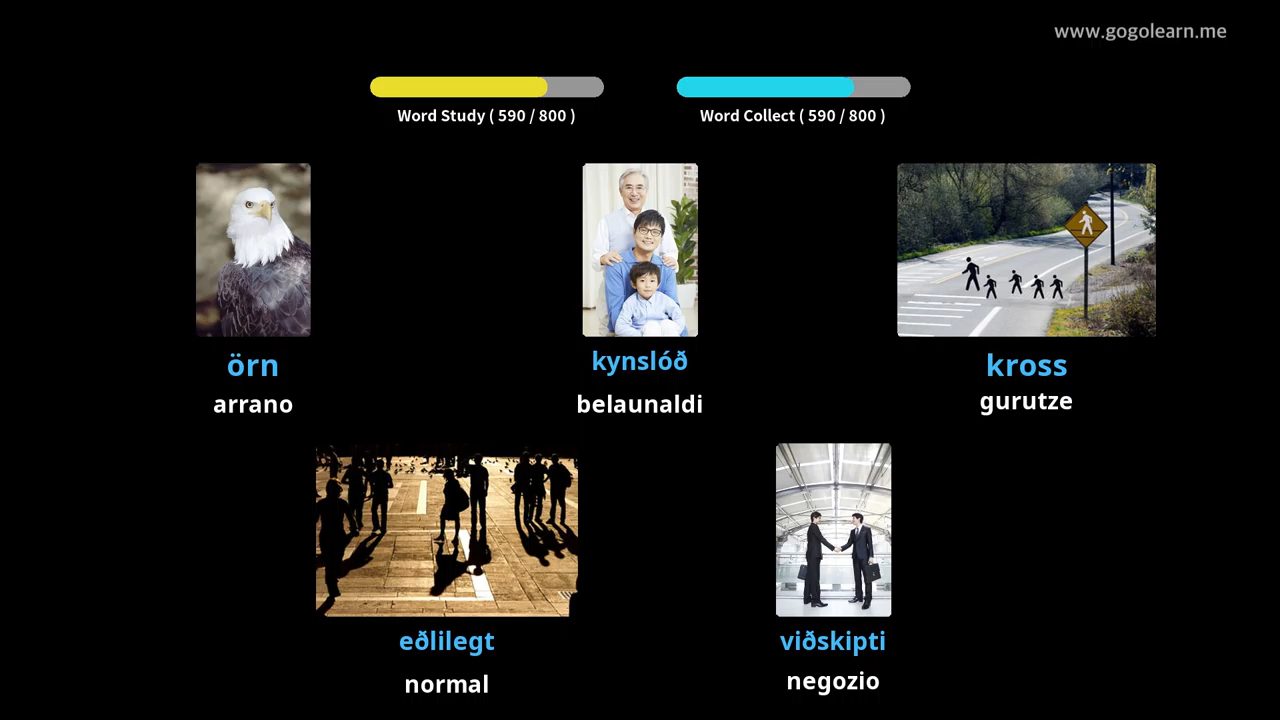 www.gogolearn.me
Word Study ( 590 / 800 )
Word Collect ( 590 / 800 )
örn
arrano
kynslóð
belaunaldi
kross
gurutze
eðlilegt
normal
viðskipti
negozio